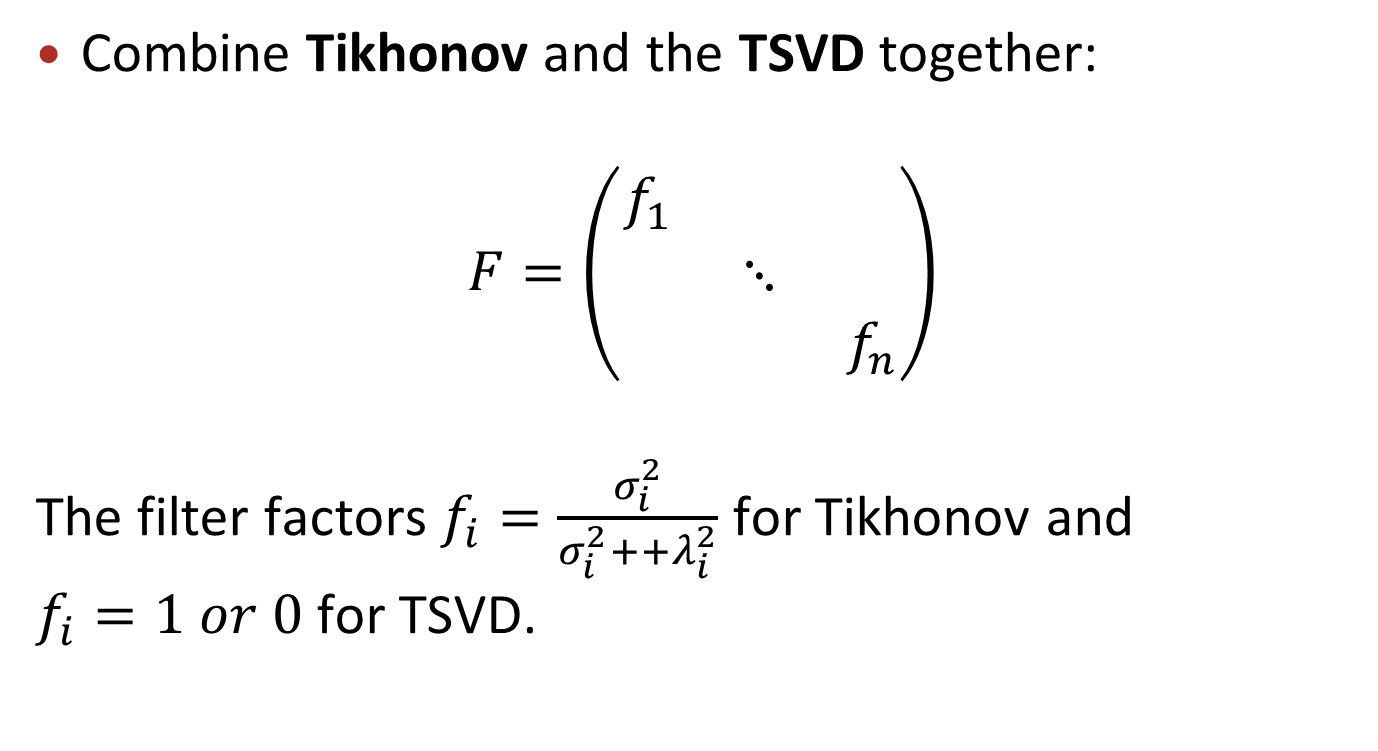 • Combine Tikhonov and the TSVD together:
F = ( f₁ ⋱ fₙ )
The filter factors fᵢ = σᵢ² / σᵢ²++λᵢ² for Tikhonov and
fᵢ = 1 or 0 for TSVD.